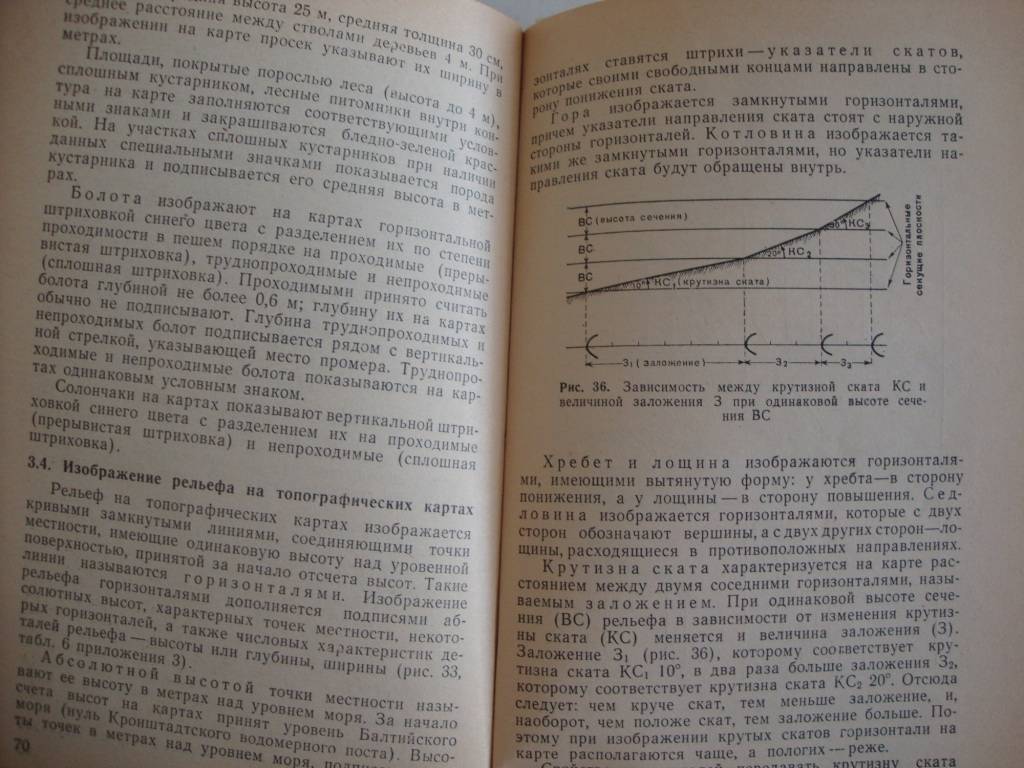 высота 25 м, средняя толщина 30 см,
среднее расстояние между стволами деревьев 4 м. При
изображении на карте просек указывают их ширину в
метрах.
Площади, покрытые порослью леса (высота до 4 м),
сплошным кустарником, лесные питомники внутри кон-
тура на карте заполняются соответствующими услов-
ными знаками и закрашиваются бледно-зеленой крас-
кой. На участках сплошных кустарников при наличии
данных специальными значками показывается порода
кустарника и подписывается его средняя высота в мет-
рах.
Болота изображают на картах горизонтальной
штриховкой синего цвета с разделением их по степени
проходимости в пешем порядке на проходимые (преры-
вистая штриховка), труднопроходимые и непроходимые
(сплошная штриховка). Проходимыми принято считать
болота глубиной не более 0,6 м; глубину их на картах
обычно не подписывают. Глубина труднопроходимых и
непроходимых болот подписывается рядом с вертикаль-
ной стрелкой, указывающей место промера. Труднопро-
ходимые и непроходимые болота показываются на кар-
тах одинаковым условным знаком.
Солончаки на картах показывают вертикальной штри-
ховкой синего цвета с разделением их на проходимые
(прерывистая штриховка) и непроходимые (сплошная
штриховка).
3.4. Изображение рельефа на топографических картах
Рельеф на топографических картах изображается
кривыми замкнутыми линиями, соединяющими точки
местности, имеющие одинаковую высоту над уровенной
поверхностью, принятой за начало отсчета высот. Такие
линии называются горизонталями. Изображение
рельефа горизонталями дополняется подписями аб-
солютных высот, характерных точек местности, некото-
рых горизонталей, а также числовых характеристик де-
талей рельефа — высоты или глубины, ширины (рис. 33,
табл. 6 приложения 3).
Абсолютной высотой точки местности назы-
вают ее высоту в метрах над уровнем моря. За начало
счета высот на картах принят уровень Балтийского
моря (нуль Кронштадтского водомерного поста). Высо-
ты точек в метрах над уровнем моря,
70
зонталях ставятся штрихи — указатели скатов,
которые своими свободными концами направлены в сто-
рону понижения ската.
Гора изображается замкнутыми горизонталями,
причем указатели направления ската стоят с наружной
стороны горизонталей. Котловина изображается та-
кими же замкнутыми горизонталями, но указатели на-
правления ската будут обращены внутрь.
ВС (высота сечения)
ВС
ВС
10° КС₁ (крутизна ската)
20° КС₂
30° КС₃
Горизонтальные
секущие плоскости
З₁ (Заложение)
З₂
З₃
Рис. 36. Зависимость между крутизной ската КС и
величиной заложения З при одинаковой высоте сече-
ния ВС
Хребет и лощина изображаются горизонталя-
ми, имеющими вытянутую форму: у хребта — в сторону
понижения, а у лощины — в сторону повышения. Сед-
ловина изображается горизонталями, которые с двух
сторон обозначают вершины, а с двух других сторон — ло-
щины, расходящиеся в противоположных направлениях.
Крутизна ската характеризуется на карте рас-
стоянием между двумя соседними горизонталями, назы-
ваемым заложением. При одинаковой высоте сече-
ния (ВС) рельефа в зависимости от изменения крутиз-
ны ската (КС) меняется и величина заложения (З).
Заложение З₁ (рис. 36), которому соответствует кру-
тизна ската КС₁ 10°, в два раза больше заложения З₂,
которому соответствует крутизна ската КС₂ 20°. Отсюда
следует: чем круче скат, тем меньше заложение, и,
наоборот, чем положе скат, тем заложение больше. По-
этому при изображении крутых скатов горизонтали на
карте располагаются чаще, а пологих — реже.
передавать крутизну ската